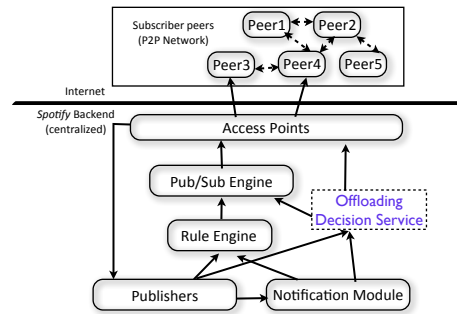 Subscriber peers
(P2P Network)
Peer1
Peer2
Peer3
Peer4
Peer5
Internet
Spotify Backend
(centralized)
Access Points
Pub/Sub Engine
Offloading
Decision Service
Rule Engine
Publishers
Notification Module